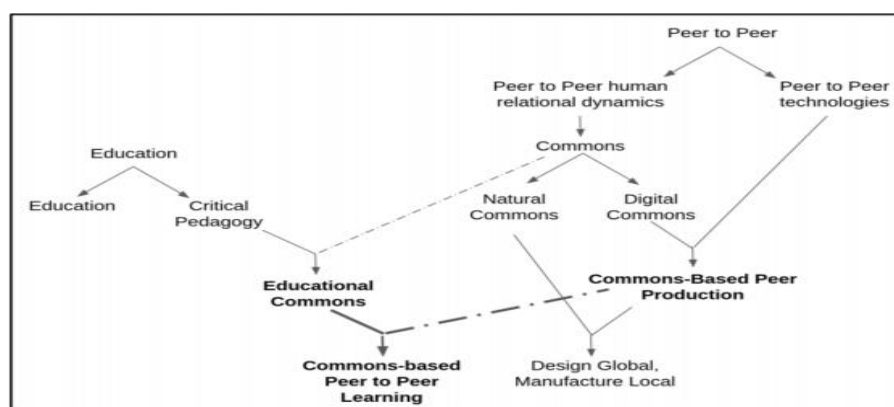 Peer to Peer
Peer to Peer human
relational dynamics
Peer to Peer
technologies
Education
Commons
Education
Critical
Pedagogy
Natural
Commons
Digital
Commons
Educational
Commons
Commons-Based Peer
Production
Commons-based
Peer to Peer
Learning
Design Global,
Manufacture Local